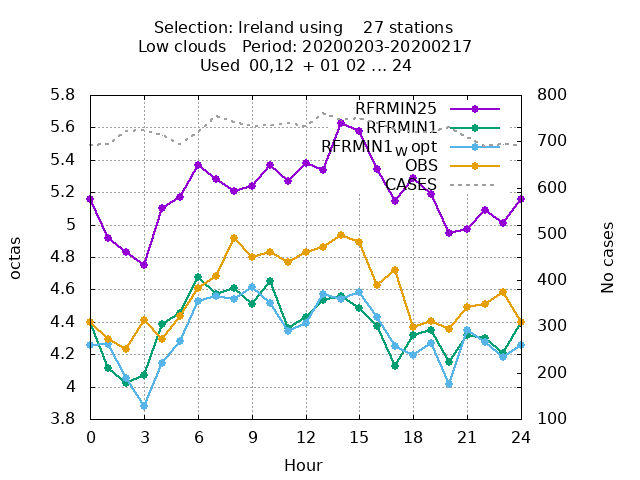 Selection: Ireland using    27 stations
Low clouds   Period: 20200203-20200217
Used  00,12  + 01 02 ... 24
RFRMIN25
RFRMIN1
RFRMIN1w opt
OBS
CASES
octas
5.8
5.6
5.4
5.2
5
4.8
4.6
4.4
4.2
4
3.8
800
700
600
500
400
300
200
100
No cases
0 3 6 9 12 15 18 21 24
Hour